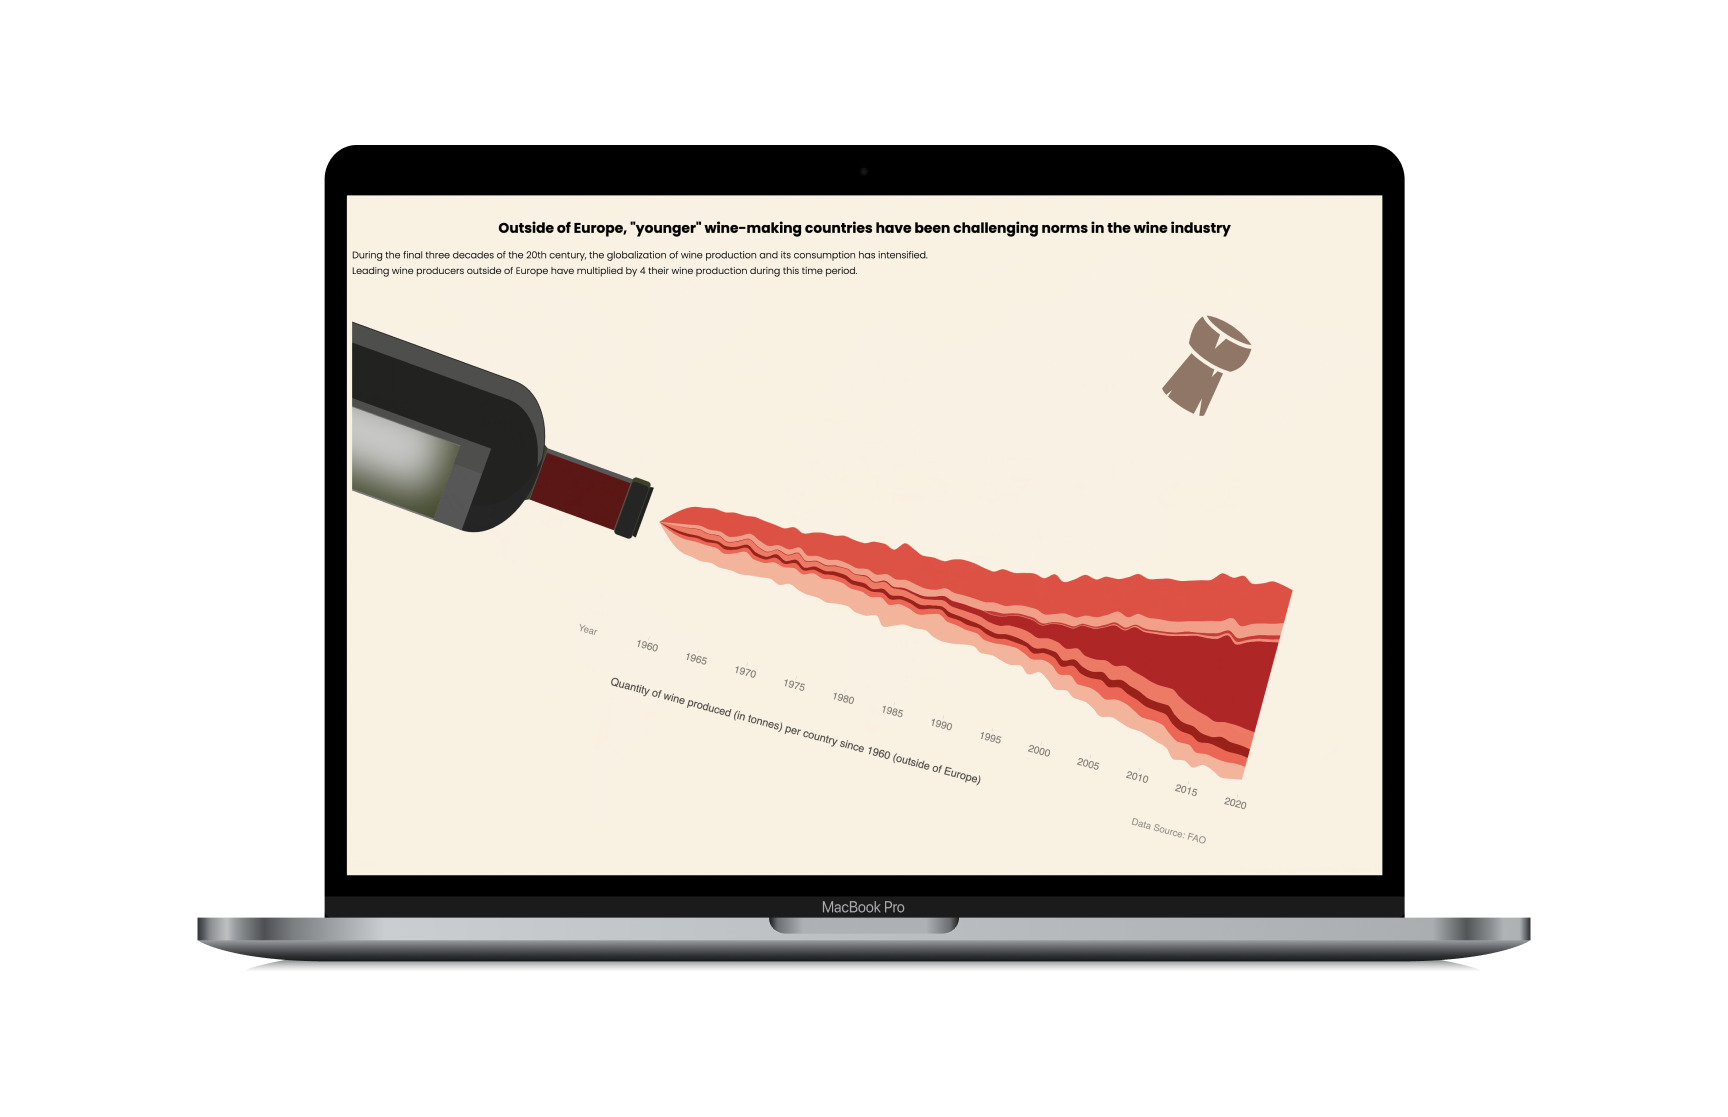 Outside of Europe, "younger" wine-making countries have been challenging norms in the wine industry
During the final three decades of the 20th century, the globalization of wine production and its consumption has intensified.
Leading wine producers outside of Europe have multiplied by 4 their wine production during this time period.
Year
1960
1965
1970
1975
1980
1985
1990
1995
2000
2005
2010
2015
2020
Quantity of wine produced (in tonnes) per country since 1960 (outside of Europe)
Data Source: FAO
MacBook Pro